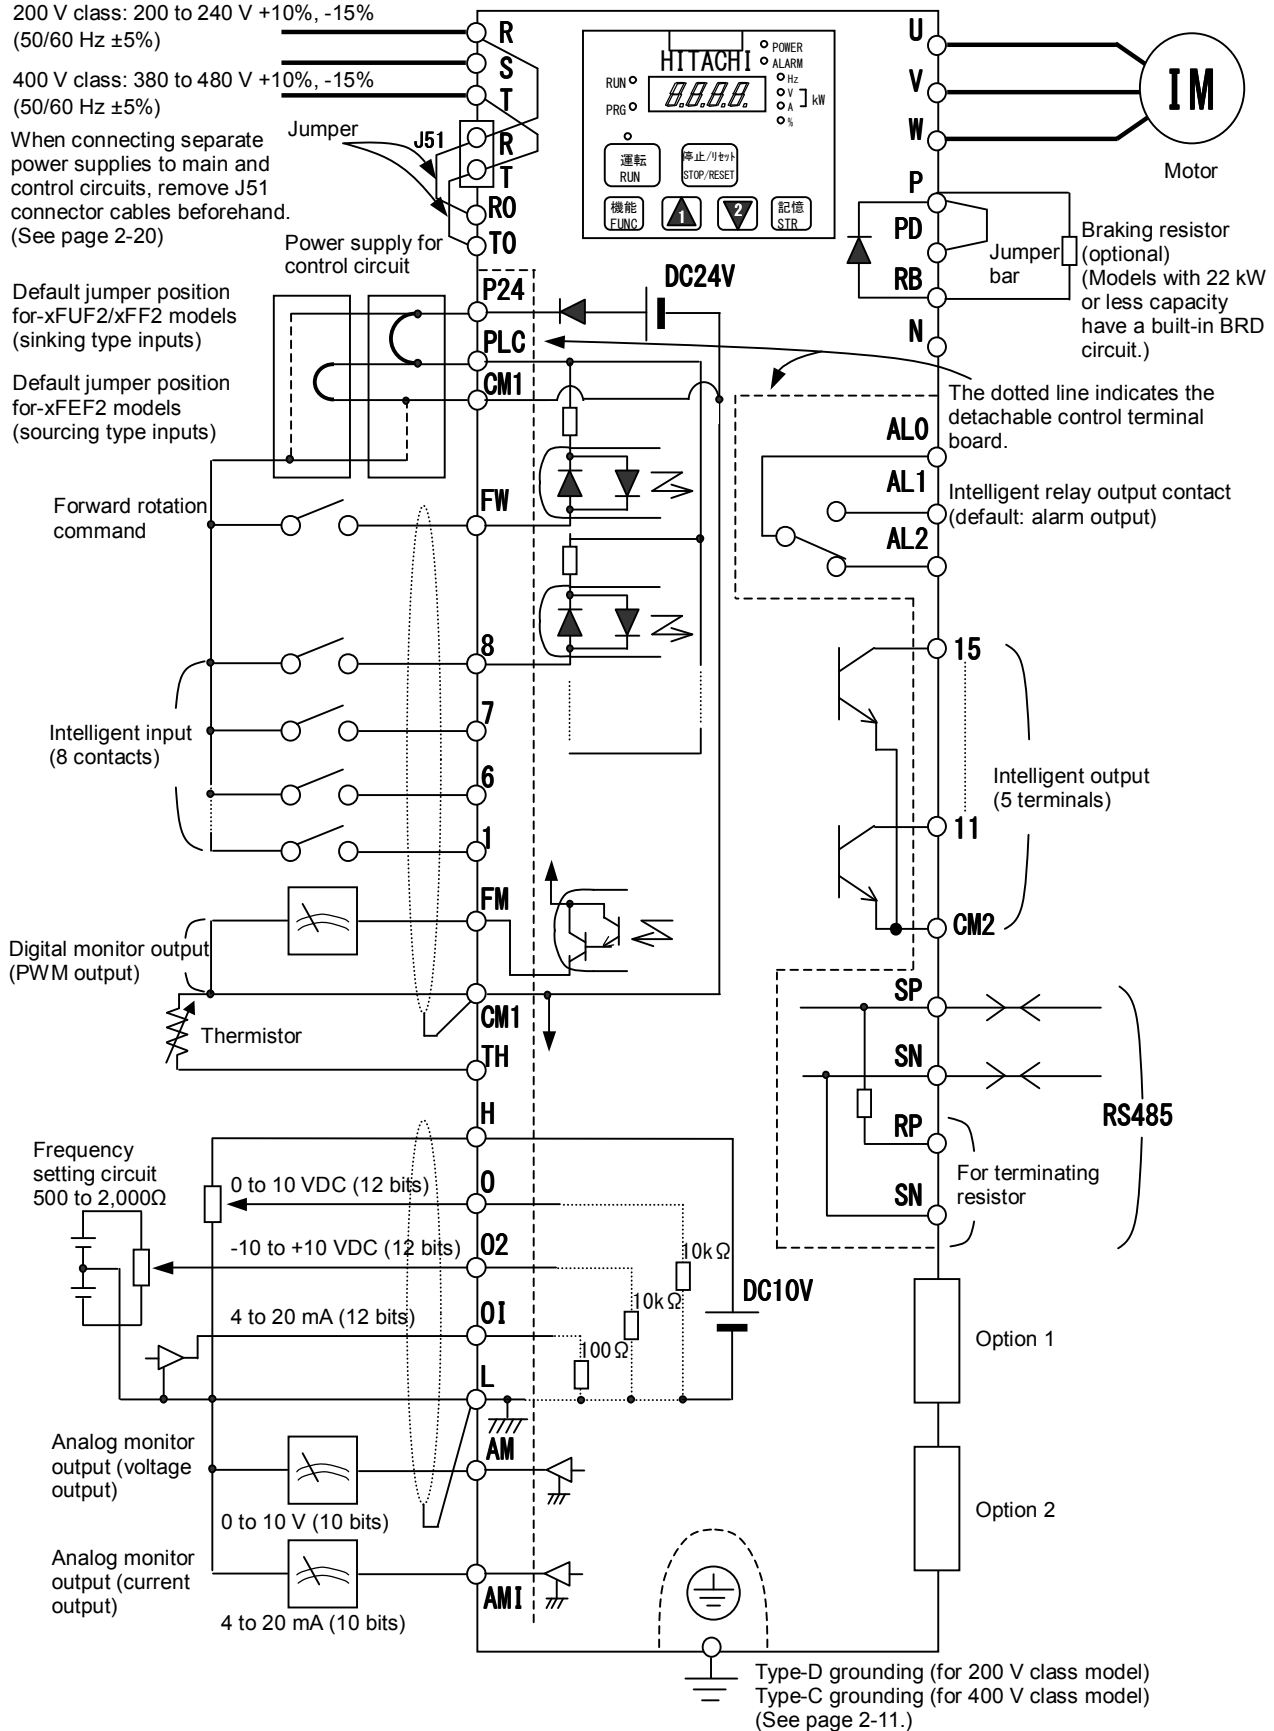 200 V class: 200 to 240 V +10%, -15%
(50/60 Hz ±5%)
400 V class: 380 to 480 V +10%, -15%
(50/60 Hz ±5%)
When connecting separate
power supplies to main and
control circuits, remove J51
connector cables beforehand.
(See page 2-20)
Jumper
J51
R
S
T
R
T
R0
T0
Power supply for
control circuit
HITACHI
POWER
ALARM
RUN
PRG
8.8.8.8.
Hz
V
A
kW
%
運転
RUN
停止/リセット
STOP/RESET
機能
FUNC
1
2
記憶
STR
U
V
W
IM
Motor
P
PD
RB
N
Jumper
bar
Braking resistor
(optional)
(Models with 22 kW
or less capacity
have a built-in BRD
circuit.)
Default jumper position
for-xFUF2/xFF2 models
(sinking type inputs)
Default jumper position
for-xFEF2 models
(sourcing type inputs)
P24
DC24V
PLC
CM1
The dotted line indicates the
detachable control terminal
board.
Forward rotation
command
FW
8
7
6
1
Intelligent input
(8 contacts)
AL0
AL1
AL2
Intelligent relay output contact
(default: alarm output)
15
11
CM2
Intelligent output
(5 terminals)
Digital monitor output
(PWM output)
FM
CM1
Thermistor
TH
SP
SN
RP
SN
RS485
For terminating
resistor
Frequency
setting circuit
500 to 2,000Ω
H
0 to 10 VDC (12 bits)
O
-10 to +10 VDC (12 bits)
O2
4 to 20 mA (12 bits)
OI
L
10kΩ
10kΩ
100Ω
DC10V
Option 1
Option 2
Analog monitor
output (voltage
output)
AM
0 to 10 V (10 bits)
Analog monitor
output (current
output)
AMI
4 to 20 mA (10 bits)
Type-D grounding (for 200 V class model)
Type-C grounding (for 400 V class model)
(See page 2-11.)